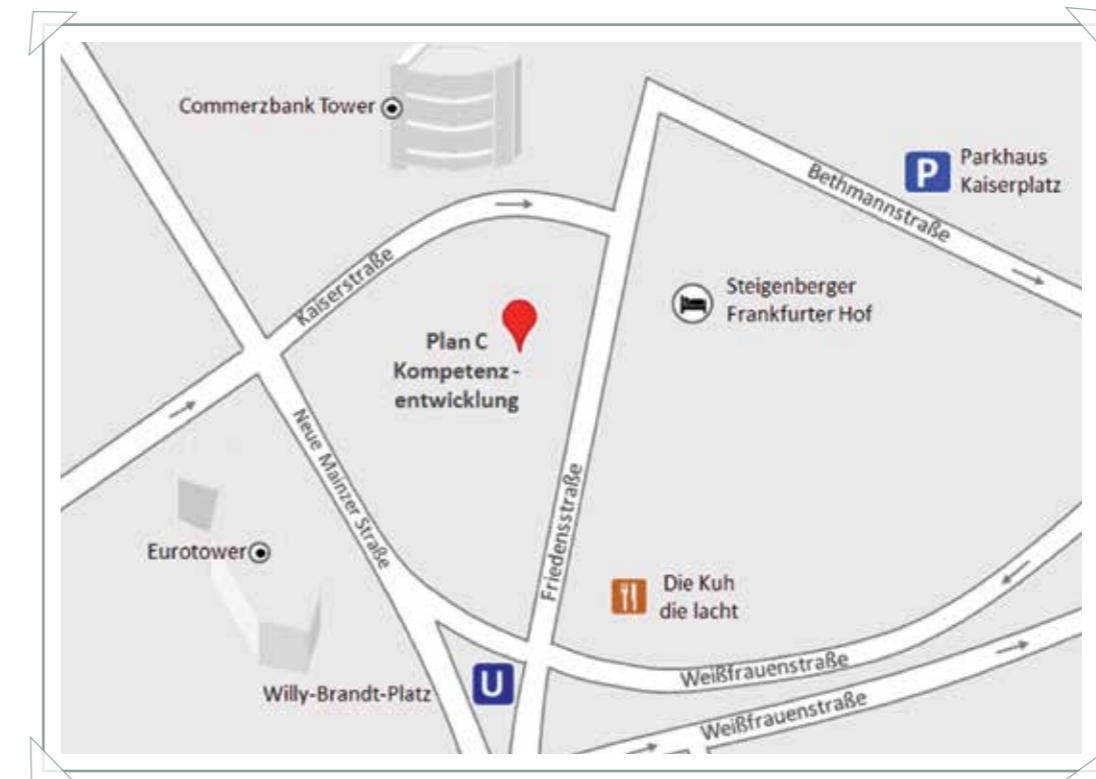 Commerzbank Tower
P
Parkhaus
Kaiserplatz
Bethmannstraße
Kaiserstraße
Steigenberger
Frankfurter Hof
Plan C
Kompetenz -
entwicklung
Neue Mainzer Straße
Friedensstraße
Eurotower
Die Kuh
die lacht
Weißfrauenstraße
U
Willy-Brandt-Platz
Weißfrauenstraße